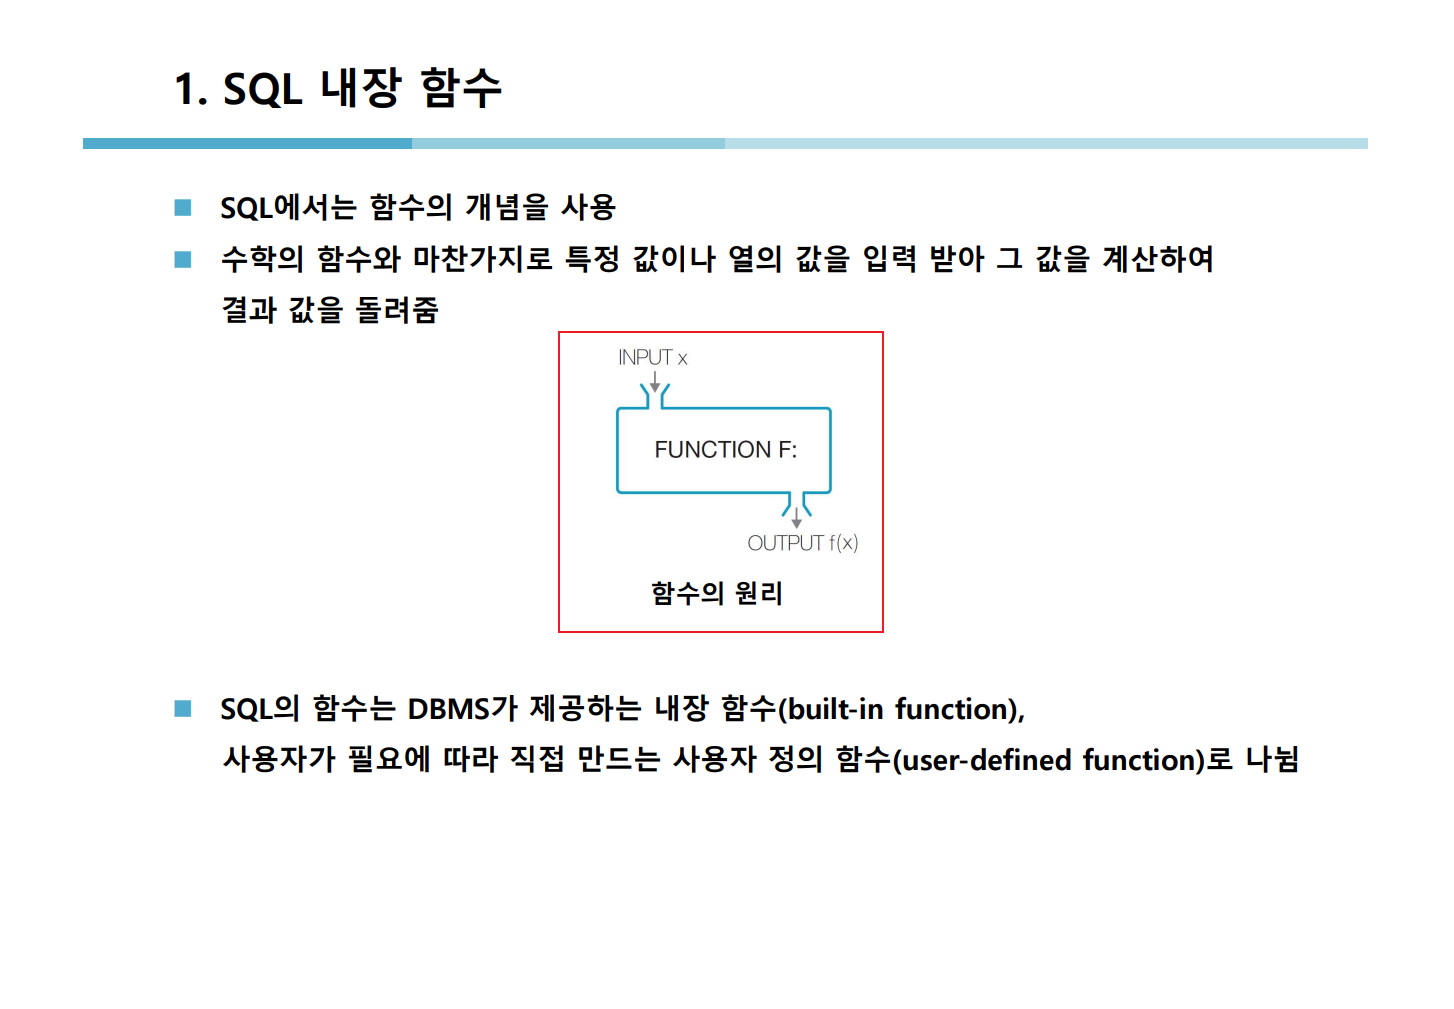 1. SQL 내장 함수
SQL에서는 함수의 개념을 사용
수학의 함수와 마찬가지로 특정 값이나 열의 값을 입력 받아 그 값을 계산하여
결과 값을 돌려줌
INPUT x
FUNCTION F:
OUTPUT f(x)
함수의 원리
SQL의 함수는 DBMS가 제공하는 내장 함수(built-in function),
사용자가 필요에 따라 직접 만드는 사용자 정의 함수(user-defined function)로 나뉨